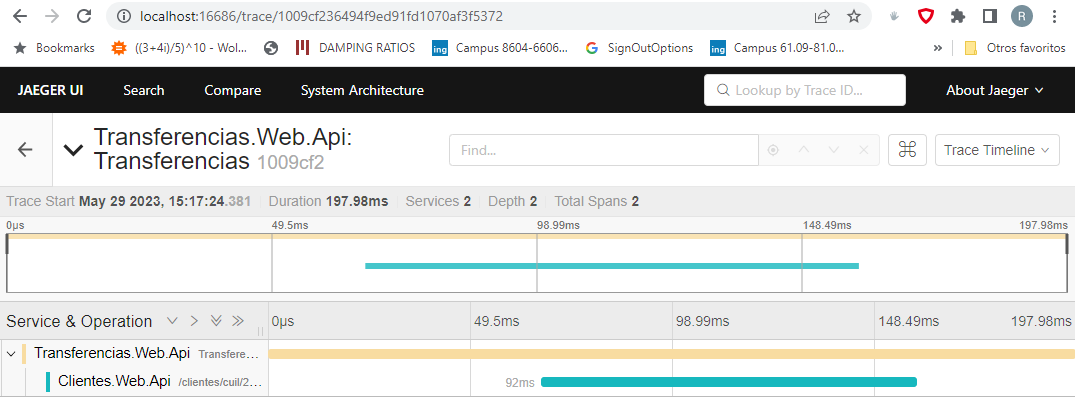 localhost:16686/trace/1009cf236494f9ed91fd1070af3f5372
R
Bookmarks ((3+4i)/5)^10 - Wol... DAMPING RATIOS ing Campus 8604-6606... G SignOutOptions ing Campus 61.09-81.0... » Otros favoritos
JAEGER UI Search Compare System Architecture Lookup by Trace ID... About Jaeger
Transferencias.Web.Api:
Transferencias 1009cf2
Find... ⌘ Trace Timeline
Trace Start May 29 2023, 15:17:24.381 Duration 197.98ms Services 2 Depth 2 Total Spans 2
0μs 49.5ms 98.99ms 148.49ms 197.98ms
Service & Operation 0μs 49.5ms 98.99ms 148.49ms 197.98ms
Transferencias.Web.Api Transfere...
Clientes.Web.Api /clientes/cuil/2... 92ms